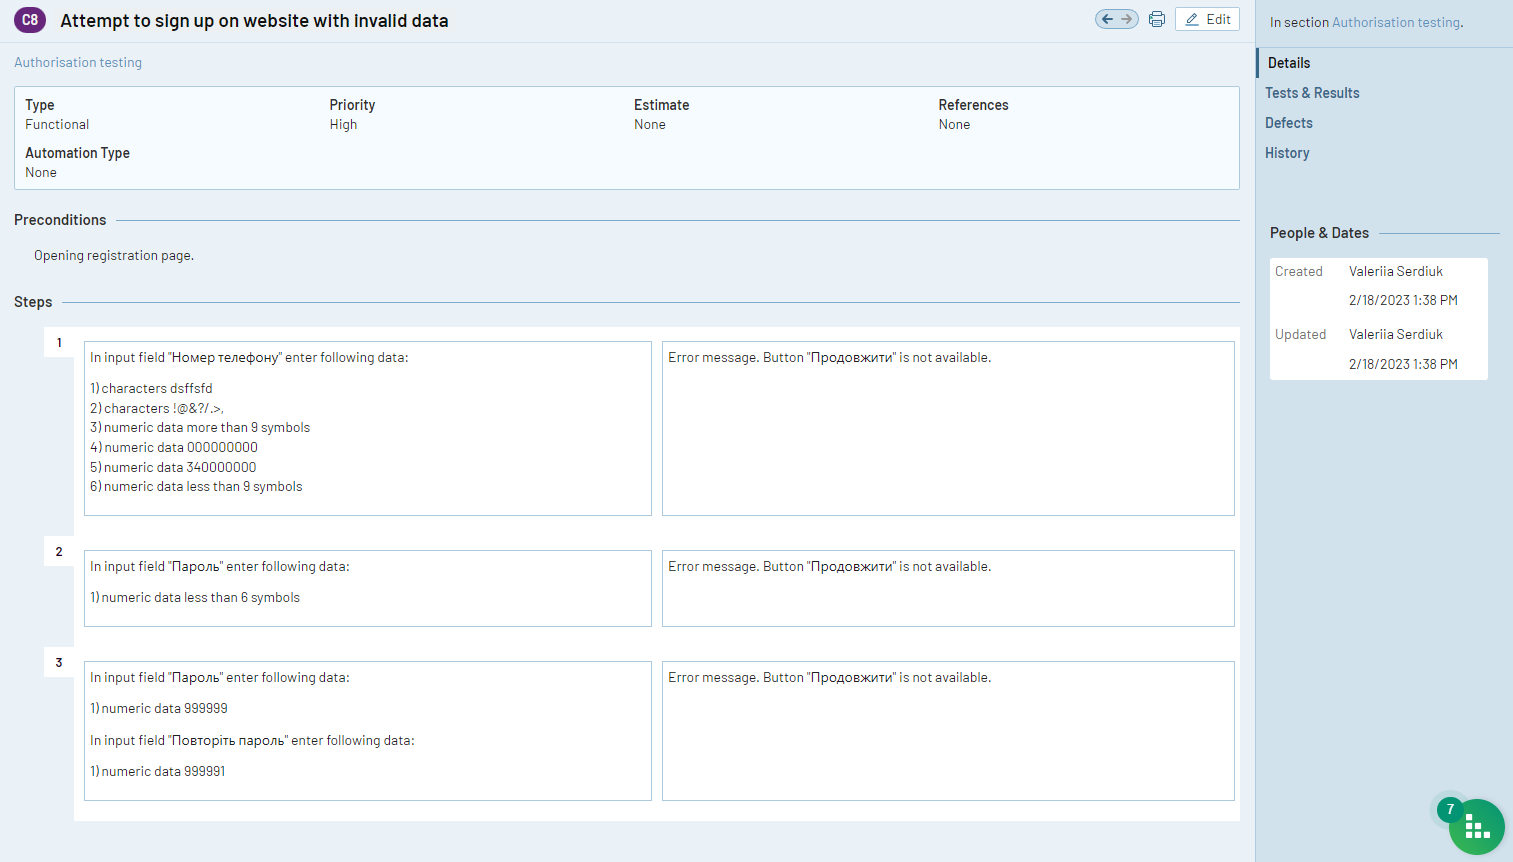 C8
Attempt to sign up on website with invalid data
Edit
Authorisation testing
Type
Functional
Priority
High
Estimate
None
References
None
Automation Type
None
Preconditions
Opening registration page.
Steps
1
In input field "Номер телефону" enter following data:
1) characters dsffsfd
2) characters !@&?/.>,
3) numeric data more than 9 symbols
4) numeric data 000000000
5) numeric data 340000000
6) numeric data less than 9 symbols
Error message. Button "Продовжити" is not available.
2
In input field "Пароль" enter following data:
1) numeric data less than 6 symbols
Error message. Button "Продовжити" is not available.
3
In input field "Пароль" enter following data:
1) numeric data 999999
In input field "Повторіть пароль" enter following data:
1) numeric data 999991
Error message. Button "Продовжити" is not available.
In section Authorisation testing.
Details
Tests & Results
Defects
History
People & Dates
Created Valeriia Serdiuk
2/18/2023 1:38 PM
Updated Valeriia Serdiuk
2/18/2023 1:38 PM
7